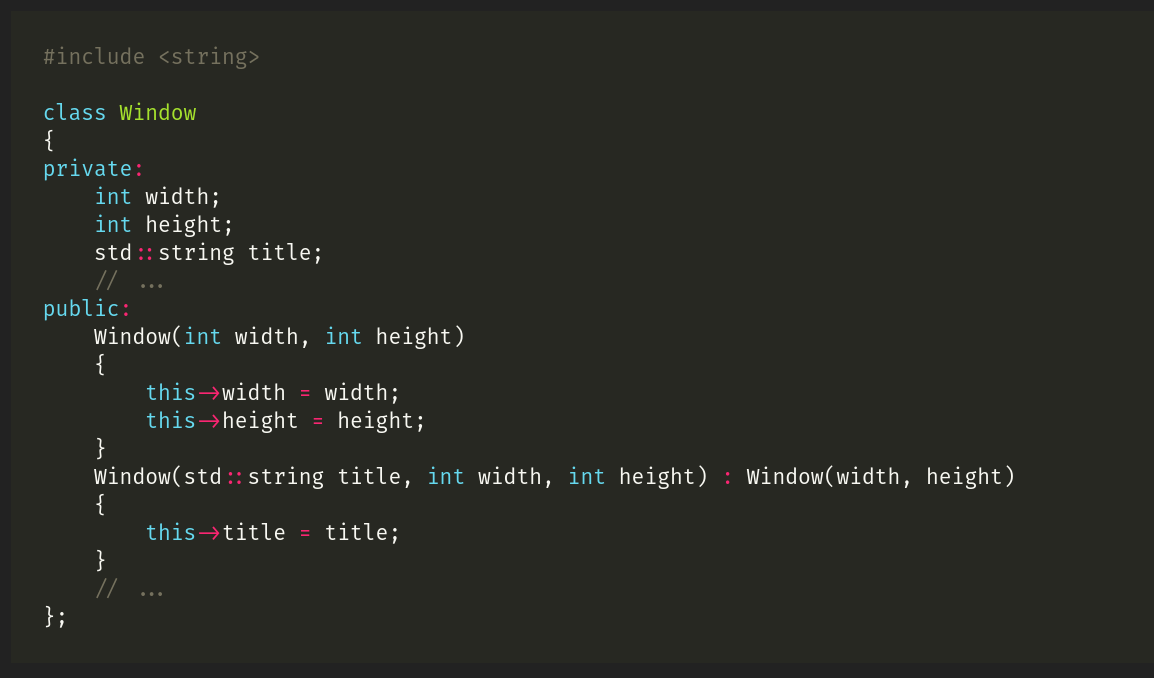 #include <string>

class Window
{
private:
    int width;
    int height;
    std::string title;
    // ...
public:
    Window(int width, int height)
    {
        this->width = width;
        this->height = height;
    }
    Window(std::string title, int width, int height) : Window(width, height)
    {
        this->title = title;
    }
    // ...
};